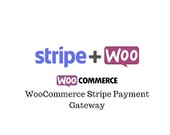 stripe + WOO
WOO COMMERCE
WooCommerce Stripe Payment
Gateway